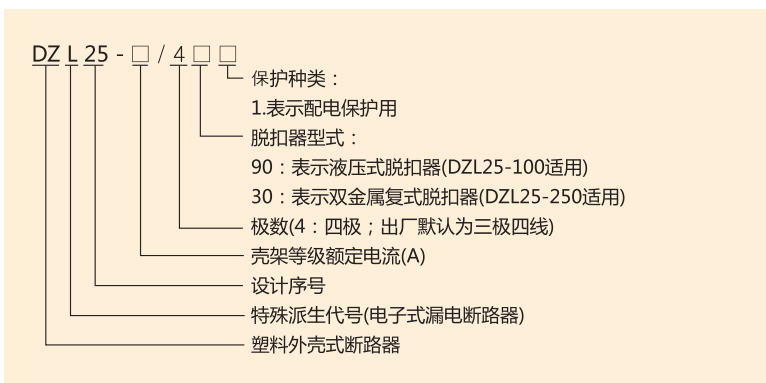 DZ L 25 - □ / 4 □ □
保护种类：
1.表示配电保护用
脱扣器型式：
90：表示液压式脱扣器(DZL25-100适用)
30：表示双金属复式脱扣器(DZL25-250适用)
极数(4：四极；出厂默认为三极四线)
壳架等级额定电流(A)
设计序号
特殊派生代号(电子式漏电断路器)
塑料外壳式断路器